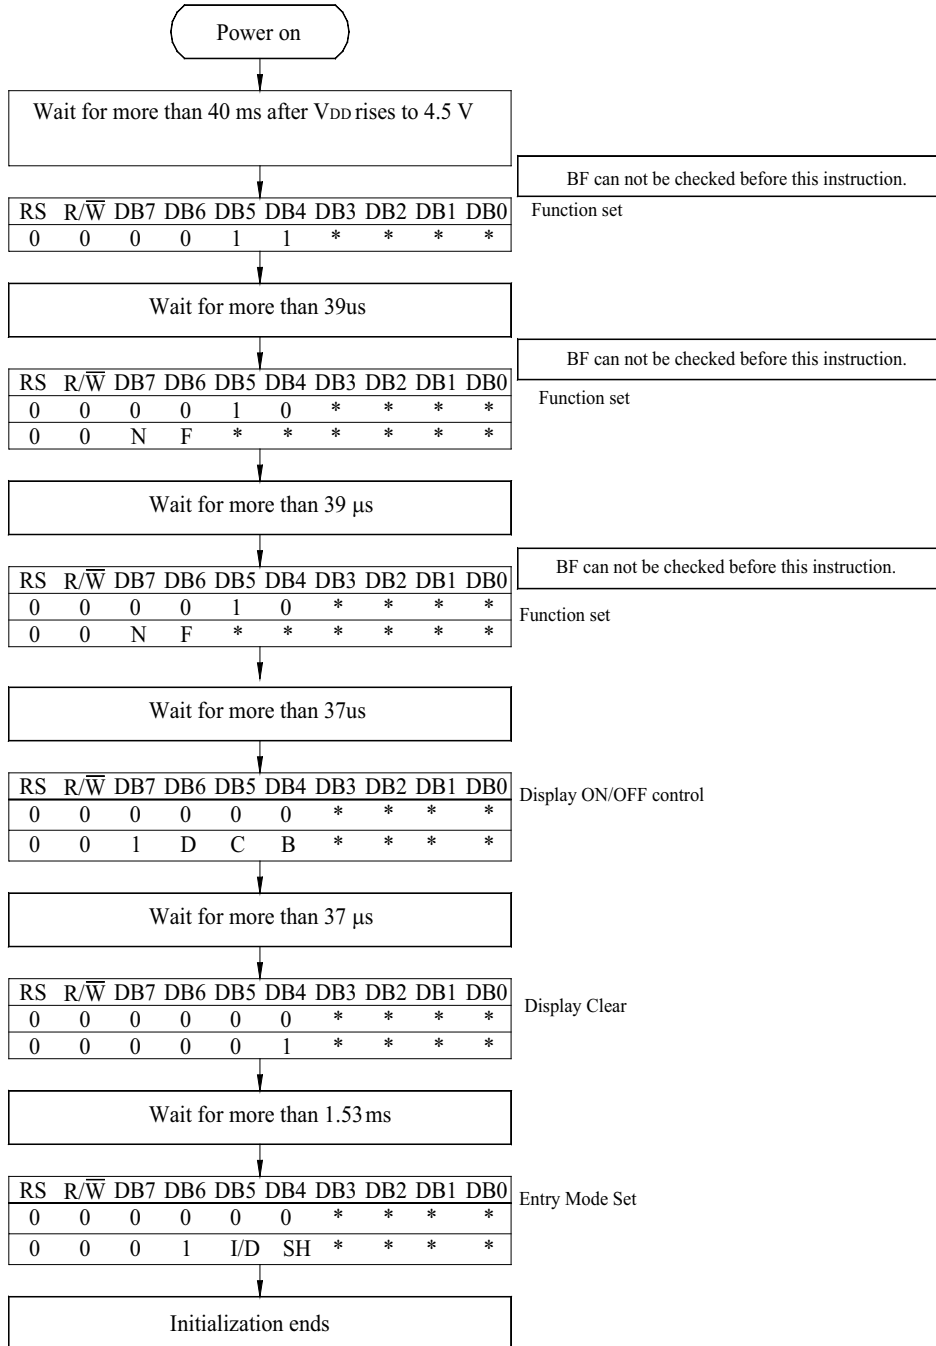 Power on
Wait for more than 40 ms after VDD rises to 4.5 V
BF can not be checked before this instruction.
RS R/W̅ DB7 DB6 DB5 DB4 DB3 DB2 DB1 DB0
Function set
0 0 0 0 1 1 * * * *
Wait for more than 39us
BF can not be checked before this instruction.
RS R/W̅ DB7 DB6 DB5 DB4 DB3 DB2 DB1 DB0
Function set
0 0 0 0 1 0 * * * *
0 0 N F * * * * * *
Wait for more than 39 μs
BF can not be checked before this instruction.
RS R/W̅ DB7 DB6 DB5 DB4 DB3 DB2 DB1 DB0
0 0 0 0 1 0 * * * *
Function set
0 0 N F * * * * * *
Wait for more than 37us
RS R/W̅ DB7 DB6 DB5 DB4 DB3 DB2 DB1 DB0
Display ON/OFF control
0 0 0 0 0 0 * * * *
0 0 1 D C B * * * *
Wait for more than 37 μs
RS R/W̅ DB7 DB6 DB5 DB4 DB3 DB2 DB1 DB0
Display Clear
0 0 0 0 0 0 * * * *
0 0 0 0 0 1 * * * *
Wait for more than 1.53ms
RS R/W̅ DB7 DB6 DB5 DB4 DB3 DB2 DB1 DB0
Entry Mode Set
0 0 0 0 0 0 * * * *
0 0 0 1 I/D SH * * * *
Initialization ends